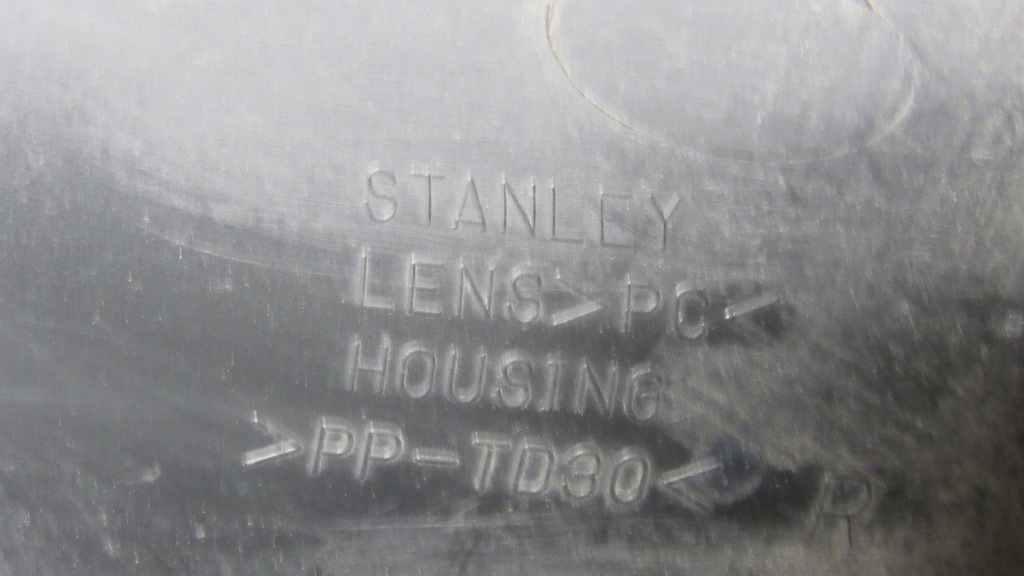 STANLEY
LENS>PC<
HOUSING
>PP-TD30<
R